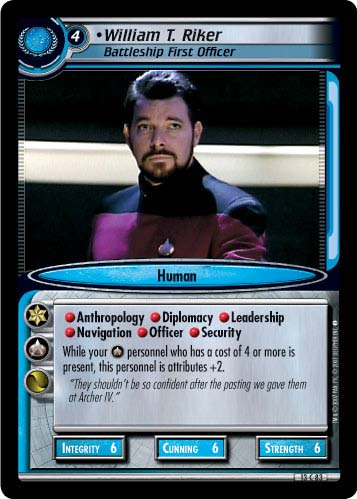 4
•William T. Riker
Battleship First Officer
Human
•Anthropology •Diplomacy •Leadership
•Navigation •Officer •Security
While your personnel who has a cost of 4 or more is
present, this personnel is attributes +2.
"They shouldn't be so confident after the pasting we gave them
at Archer IV."
INTEGRITY 6
CUNNING 6
STRENGTH 6
13 C 83